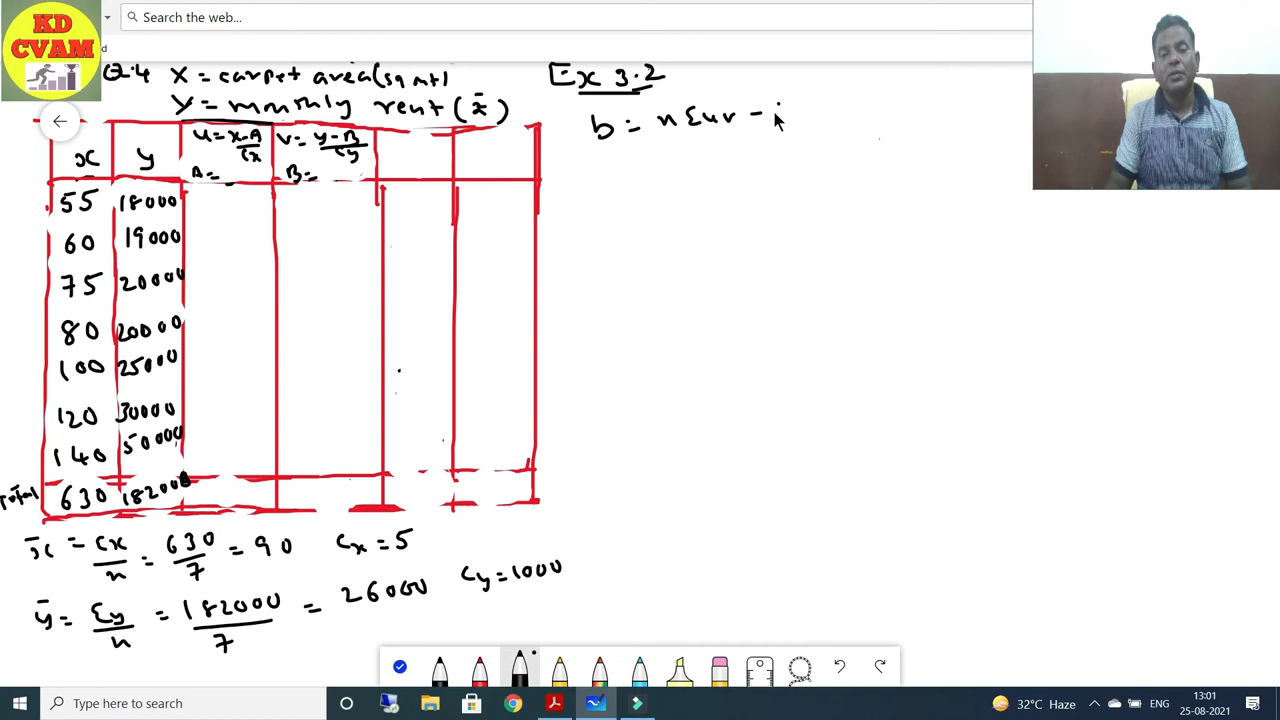 Search the web...
KD
CVAM
Q.4 X = carpet area (sq mt)
Y = monthly rent (x̄)
Ex 3.2
b = nΣuv -
x y u = x-A/Cx v = y-B/Cy
A = B =
55 18000
60 19000
75 20000
80 20000
100 25000
120 30000
140 50000
Total 630 182000
x̄ = Σx/n = 630/7 = 90 Cx = 5
ȳ = Σy/n = 182000/7 = 26000 Cy = 1000
Type here to search
32°C Haze
ENG
13:01
25-08-2021